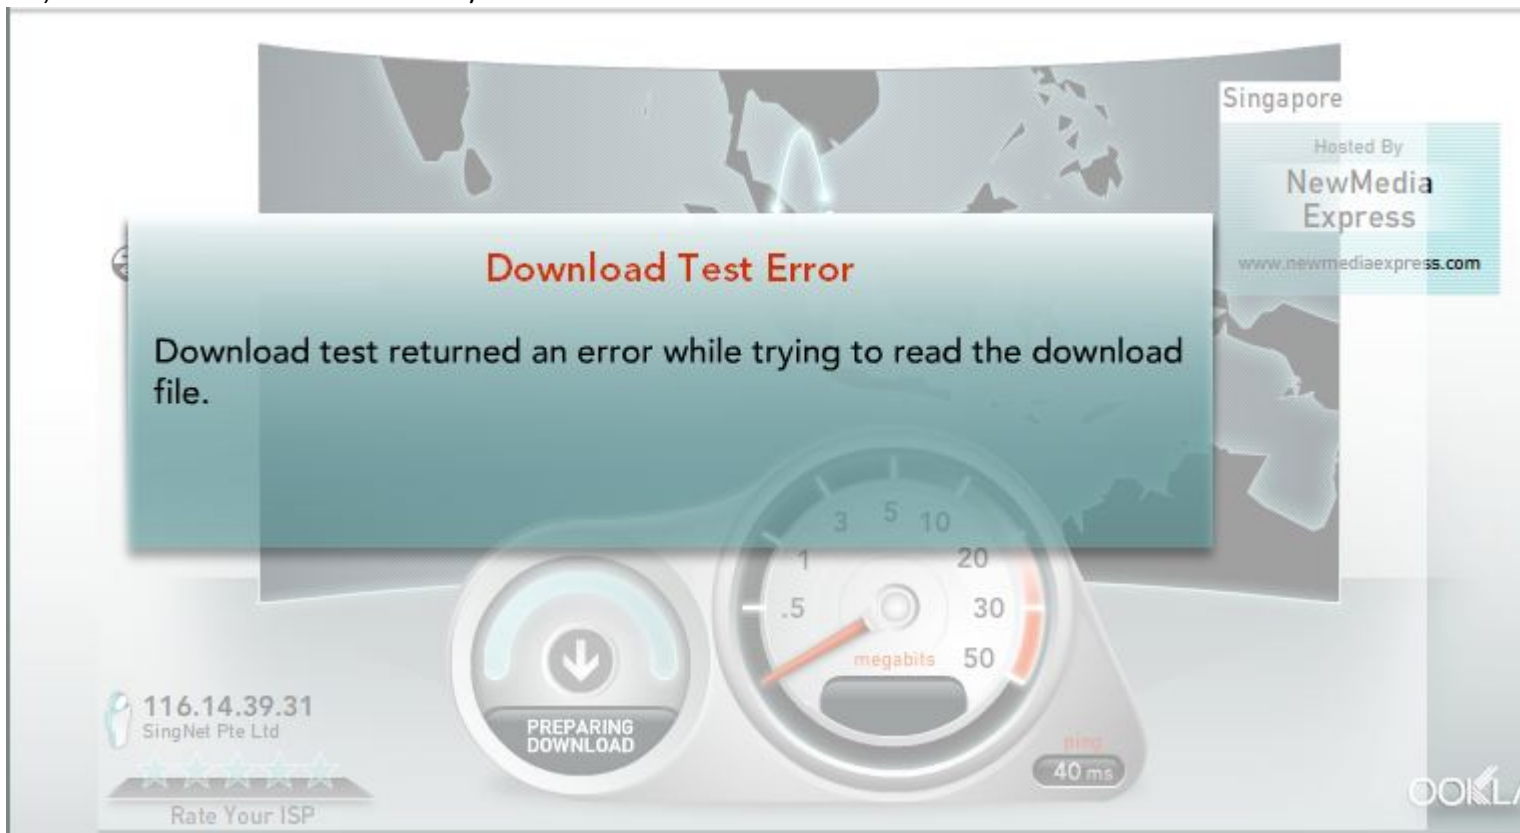 Singapore
Hosted By
NewMedia
Express
www.newmediaexpress.com
Download Test Error
Download test returned an error while trying to read the download
file.
3 5 10
1 20
.5 30
megabits 50
116.14.39.31
SingNet Pte Ltd
PREPARING
DOWNLOAD
ping
40 ms
Rate Your ISP
OOKLA